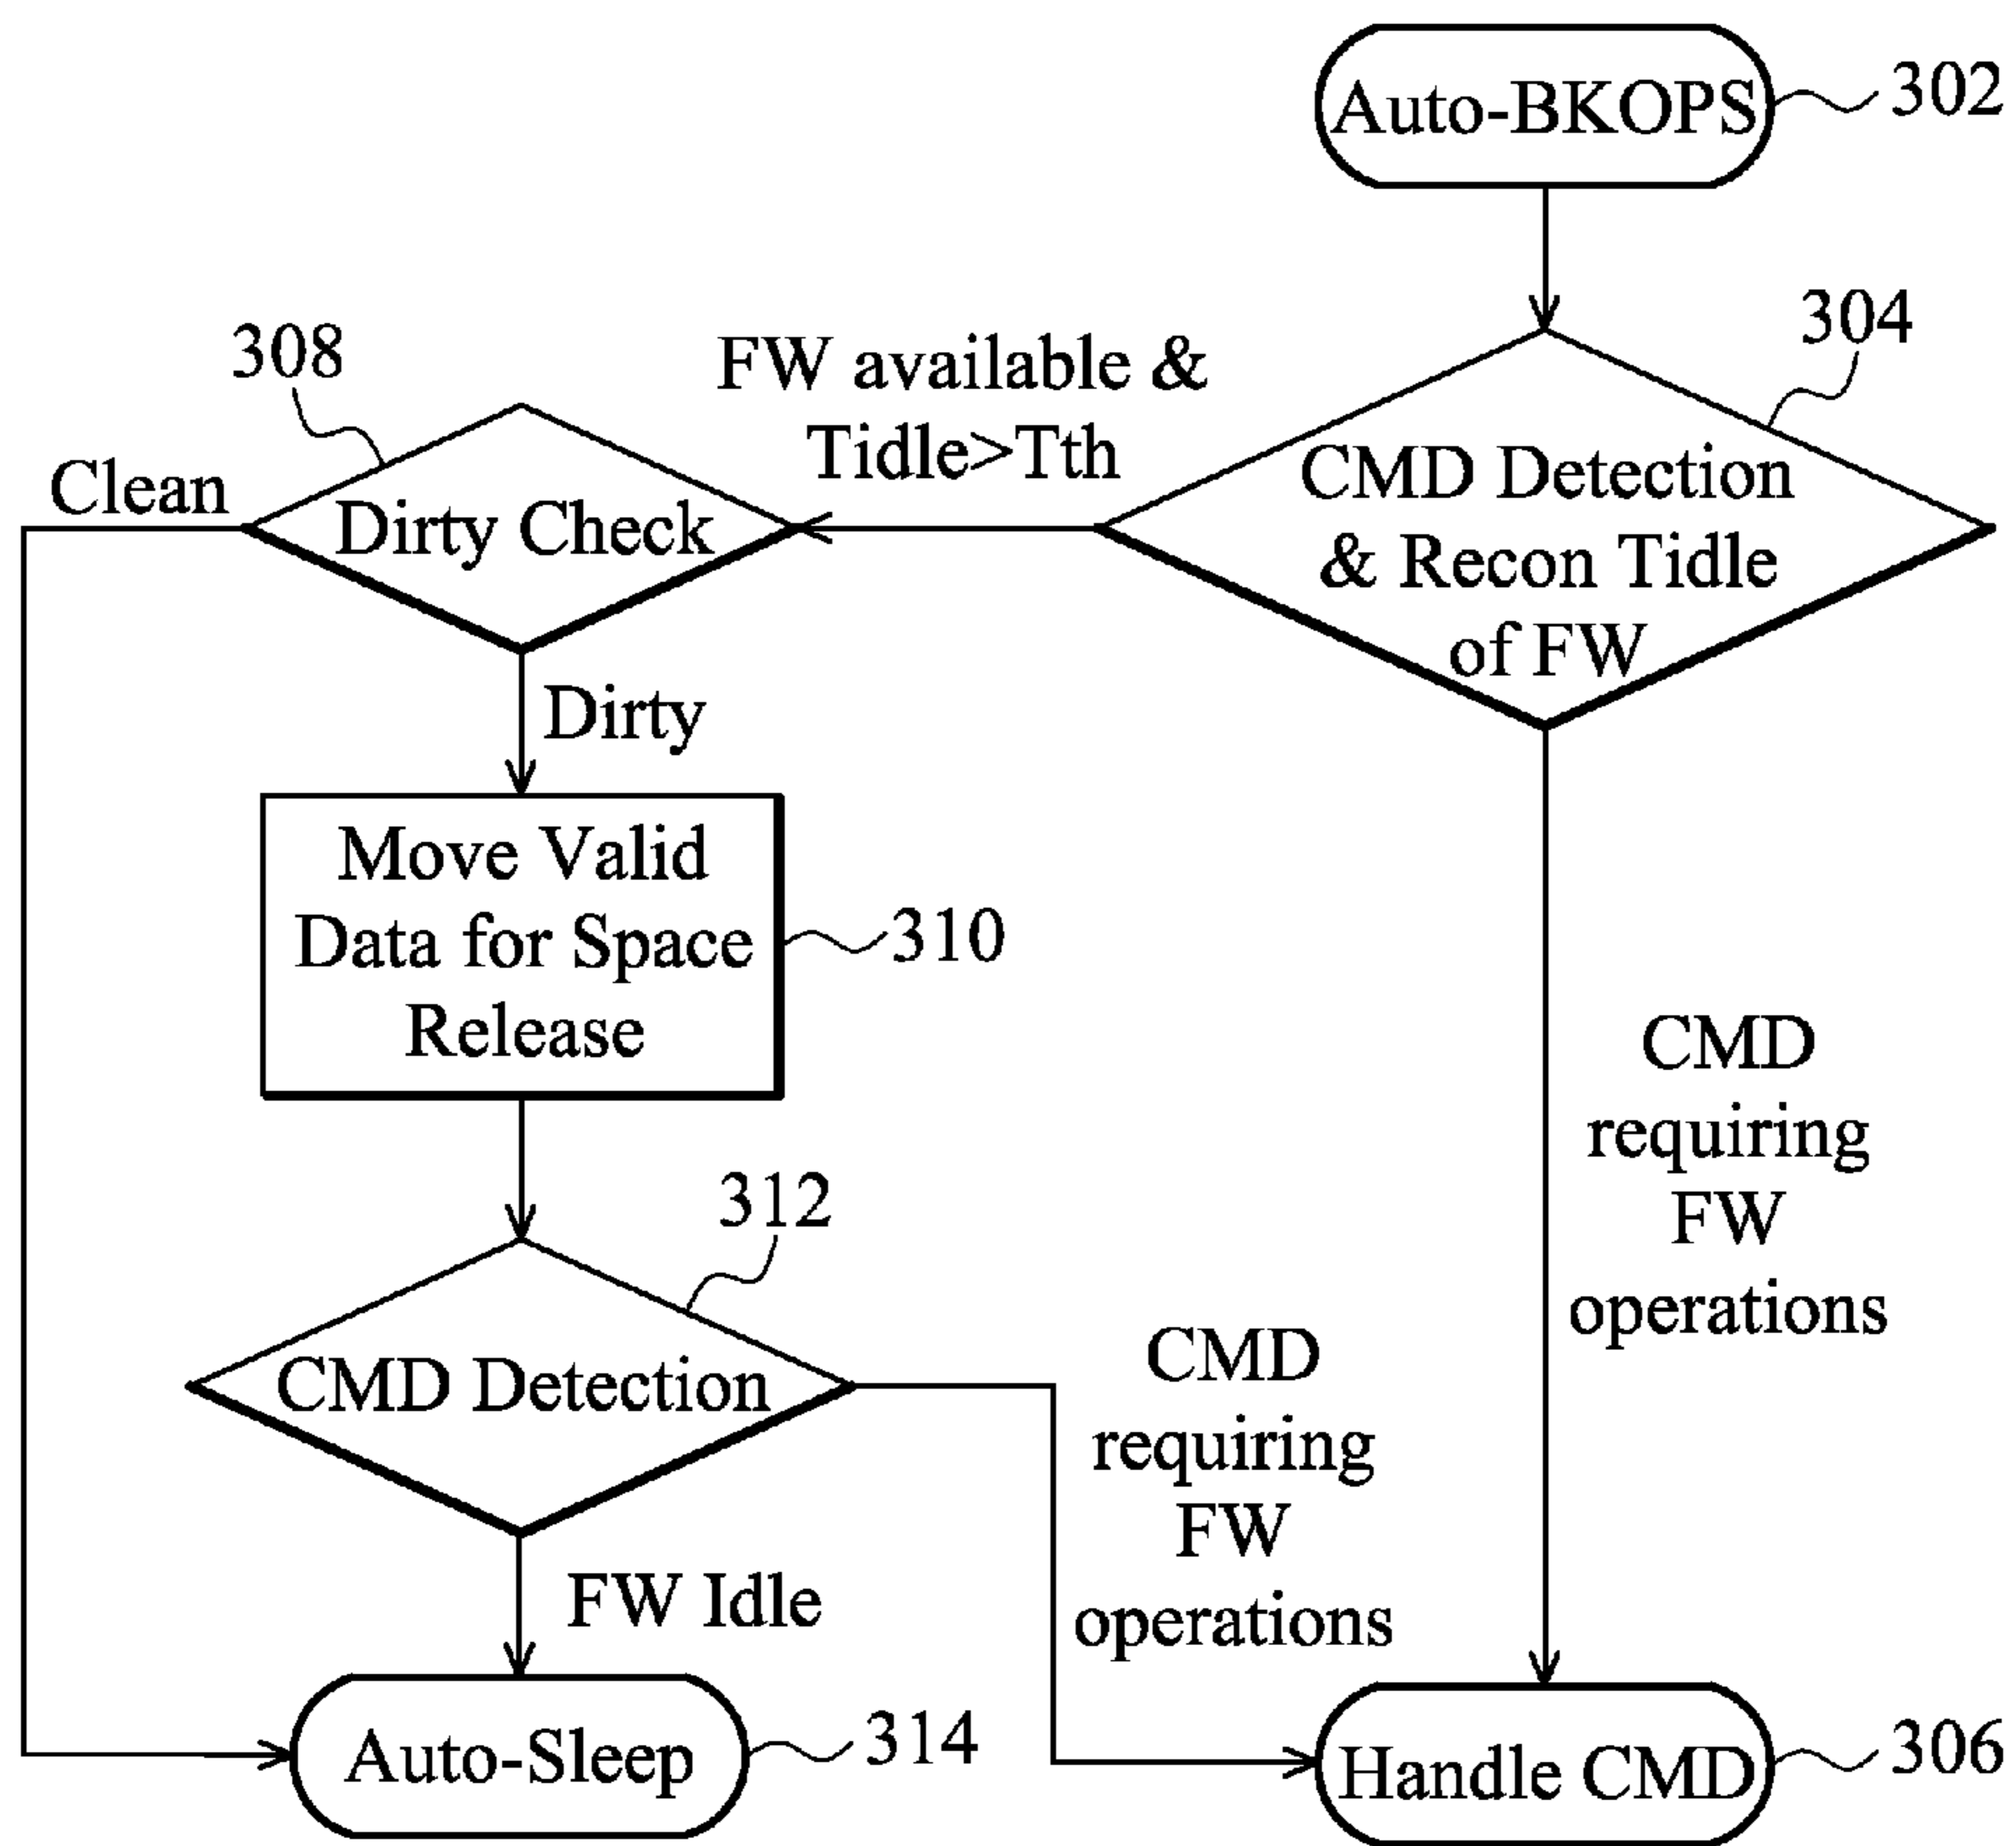 Auto-BKOPS
302
304
CMD Detection
& Recon Tidle
of FW
FW available &
Tidle>Tth
308
Dirty Check
Clean
Dirty
Move Valid
Data for Space
Release
310
312
CMD Detection
CMD
requiring
FW
operations
CMD
requiring
FW
operations
FW Idle
Auto-Sleep
314
Handle CMD
306